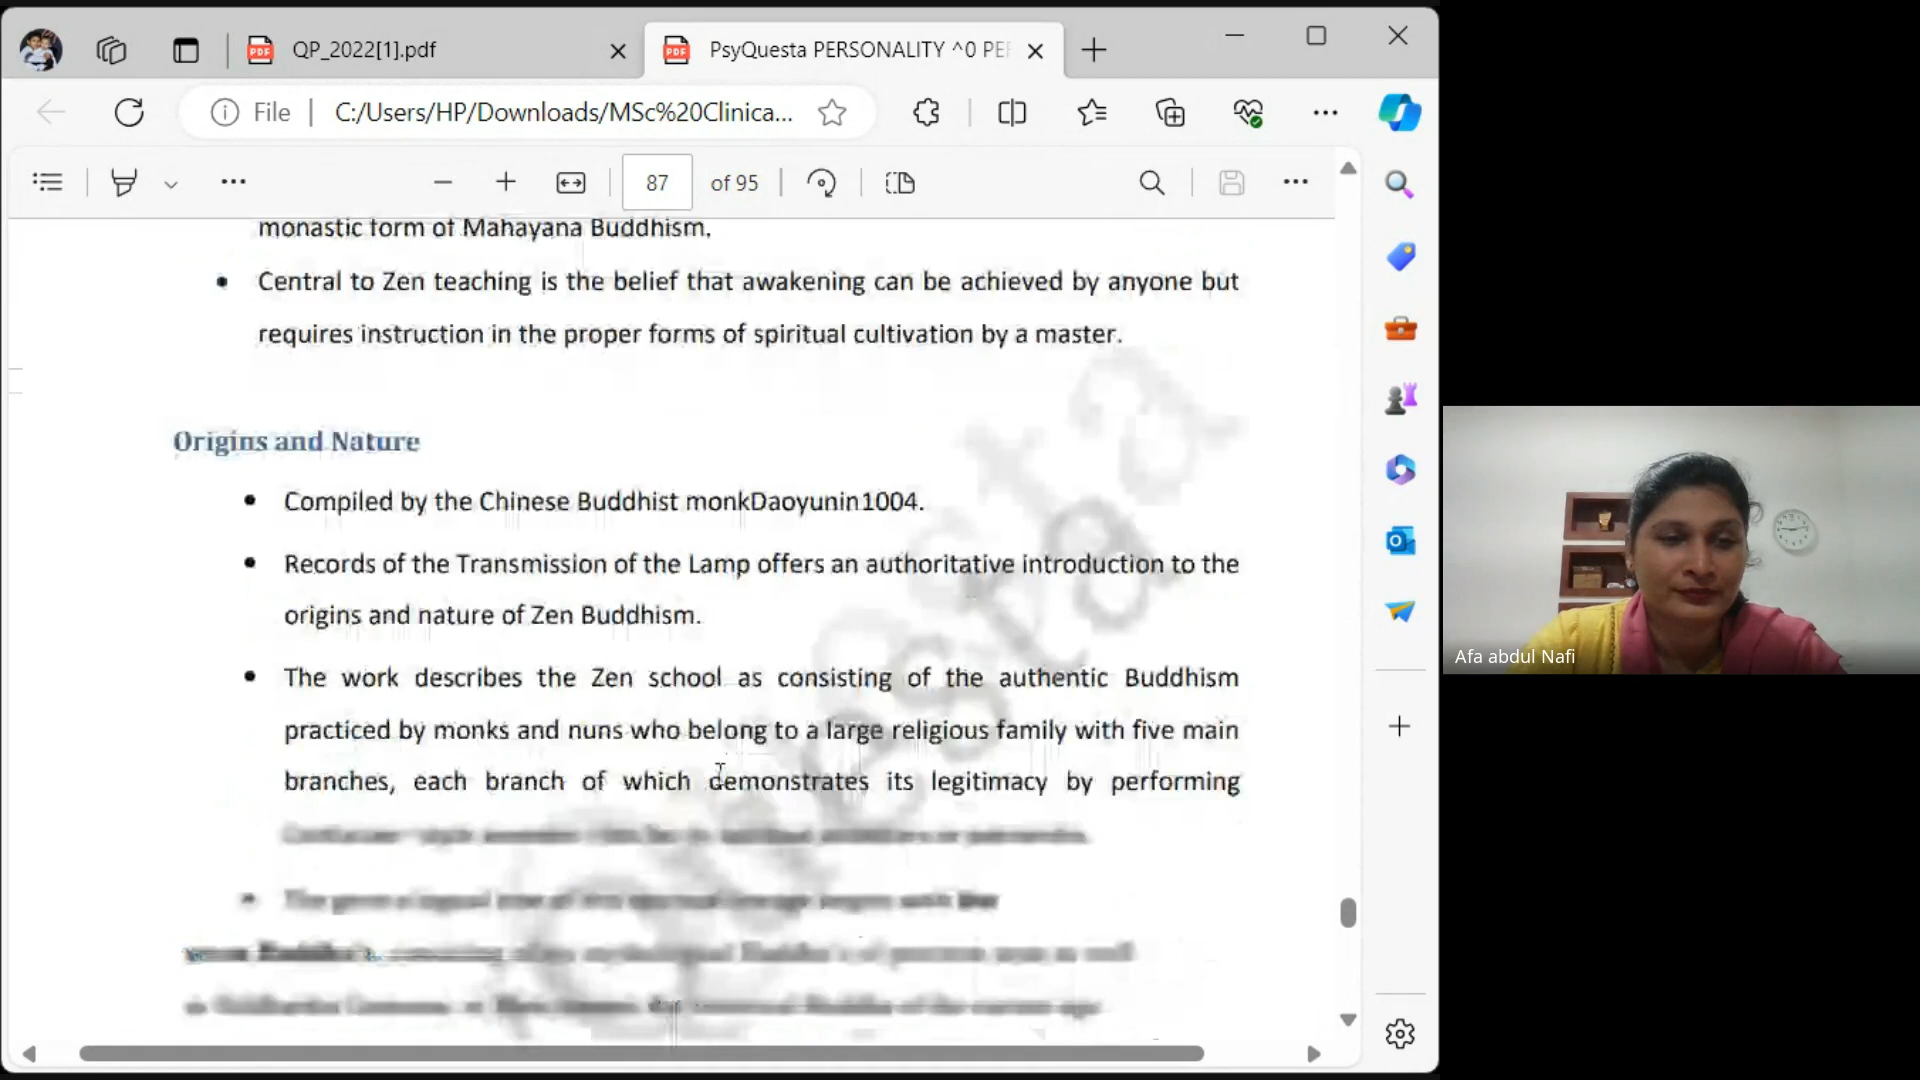 QP_2022[1].pdf
PsyQuesta PERSONALITY ^0 PE
File
C:/Users/HP/Downloads/MSc%20Clinica...
87 of 95
monastic form of Mahayana Buddhism.
• Central to Zen teaching is the belief that awakening can be achieved by anyone but
requires instruction in the proper forms of spiritual cultivation by a master.
Origins and Nature
• Compiled by the Chinese Buddhist monkDaoyunin1004.
• Records of the Transmission of the Lamp offers an authoritative introduction to the
origins and nature of Zen Buddhism.
• The work describes the Zen school as consisting of the authentic Buddhism
practiced by monks and nuns who belong to a large religious family with five main
branches, each branch of which demonstrates its legitimacy by performing
Afa abdul Nafi